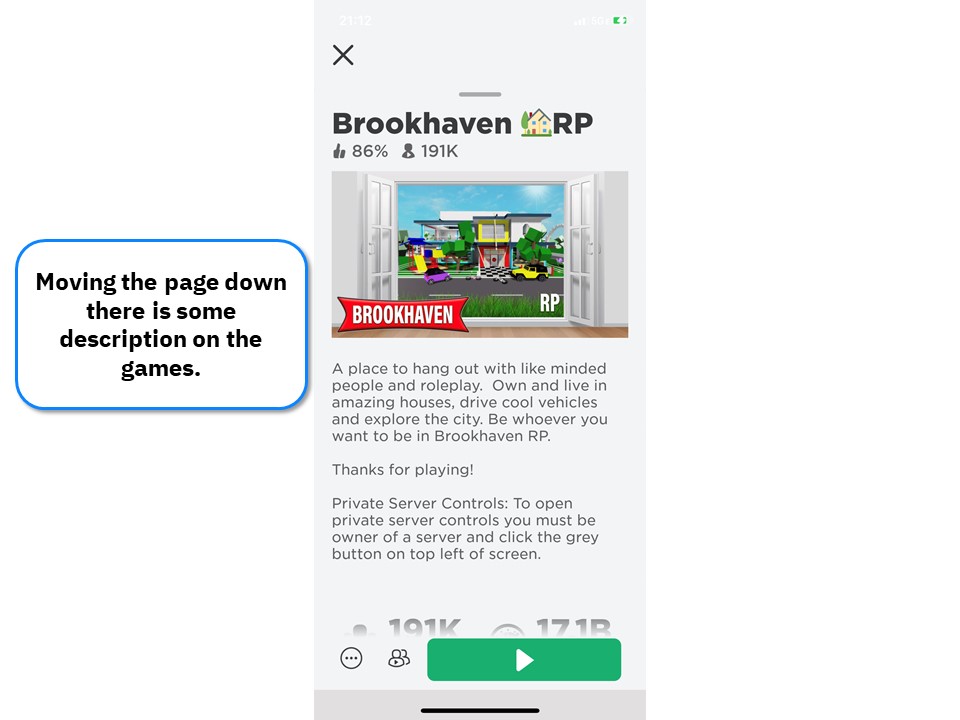 21:12
5G
Brookhaven 🏡RP
86% 191K
BROOKHAVEN
RP
Moving the page down
there is some
description on the
games.
A place to hang out with like minded
people and roleplay.  Own and live in
amazing houses, drive cool vehicles
and explore the city. Be whoever you
want to be in Brookhaven RP.
Thanks for playing!
Private Server Controls: To open
private server controls you must be
owner of a server and click the grey
button on top left of screen.
191K 17.1B